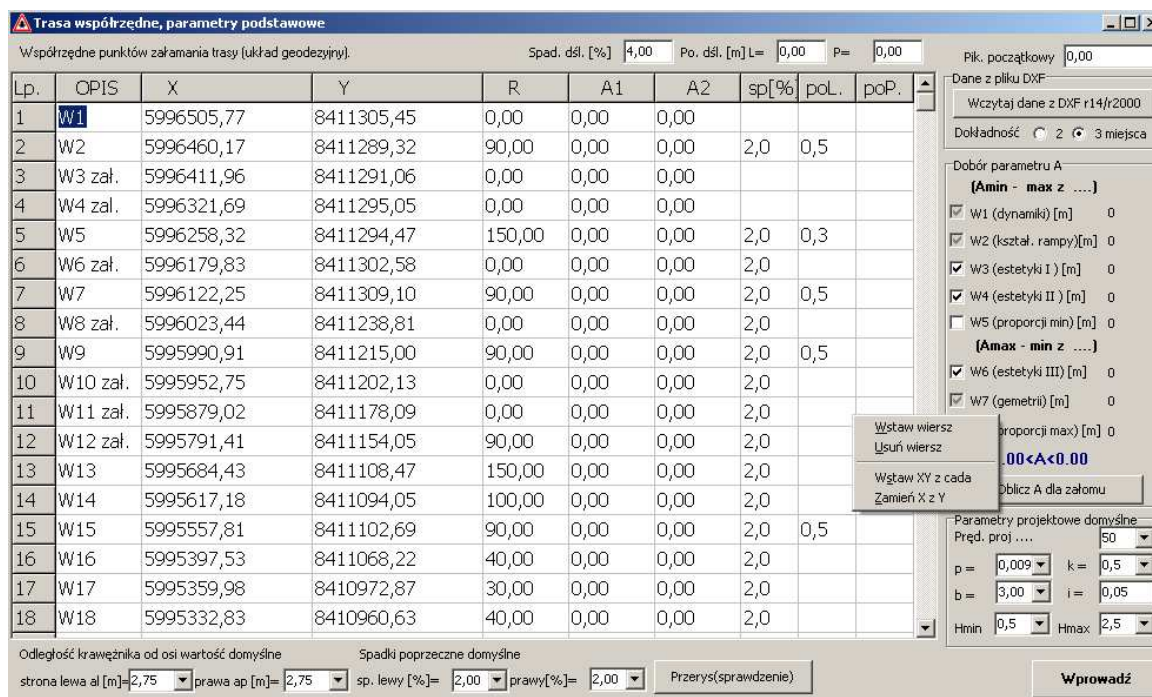 Trasa współrzędne, parametry podstawowe
Współrzędne punktów załamania trasy (układ geodezyjny). Spad. dśl. [%] 4,00 Po. dśl. [m] L= 0,00 P= 0,00 Pik. początkowy 0,00
Lp. OPIS X Y R A1 A2 sp[%] poL. poP.
1 W1 5996505,77 8411305,45 0,00 0,00 0,00
2 W2 5996460,17 8411289,32 90,00 0,00 0,00 2,0 0,5
3 W3 zał. 5996411,96 8411291,06 0,00 0,00 0,00
4 W4 zal. 5996321,69 8411295,05 0,00 0,00 0,00
5 W5 5996258,32 8411294,47 150,00 0,00 0,00 2,0 0,3
6 W6 zał. 5996179,83 8411302,58 0,00 0,00 0,00 2,0
7 W7 5996122,25 8411309,10 90,00 0,00 0,00 2,0 0,5
8 W8 zał. 5996023,44 8411238,81 0,00 0,00 0,00 2,0
9 W9 5995990,91 8411215,00 90,00 0,00 0,00 2,0 0,5
10 W10 zał. 5995952,75 8411202,13 0,00 0,00 0,00 2,0
11 W11 zał. 5995879,02 8411178,09 0,00 0,00 0,00 2,0
12 W12 zał. 5995791,41 8411154,05 90,00 0,00 0,00 2,0
13 W13 5995684,43 8411108,47 150,00 0,00 0,00 2,0
14 W14 5995617,18 8411094,05 100,00 0,00 0,00 2,0
15 W15 5995557,81 8411102,69 90,00 0,00 0,00 2,0 0,5
16 W16 5995397,53 8411068,22 40,00 0,00 0,00 2,0
17 W17 5995359,98 8410972,87 30,00 0,00 0,00 2,0
18 W18 5995332,83 8410960,63 40,00 0,00 0,00 2,0
Wstaw wiersz
Usuń wiersz
Wstaw XY z cada
Zamień X z Y
Dane z pliku DXF
Wczytaj dane z DXF r14/r2000
Dokładność 2 3 miejsca
Dobór parametru A
(Amin - max z ....)
W1 (dynamiki) [m] 0
W2 (kształ. rampy)[m] 0
W3 (estetyki I ) [m] 0
W4 (estetyki II ) [m] 0
W5 (proporcji min) [m] 0
(Amax - min z ....)
W6 (estetyki III) [m] 0
W7 (gemetrii) [m] 0
proporcji max) [m] 0
.00<A<0.00
Oblicz A dla załomu
Parametry projektowe domyślne
Pręd. proj .... 50
p = 0,009 k = 0,5
b = 3,00 i = 0,05
Hmin 0,5 Hmax 2,5
Odległość krawężnika od osi wartość domyślne Spadki poprzeczne domyślne
strona lewa al [m]= 2,75 prawa ap [m]= 2,75 sp. lewy [%]= 2,00 prawy[%]= 2,00 Przerys(sprawdzenie) Wprowadź